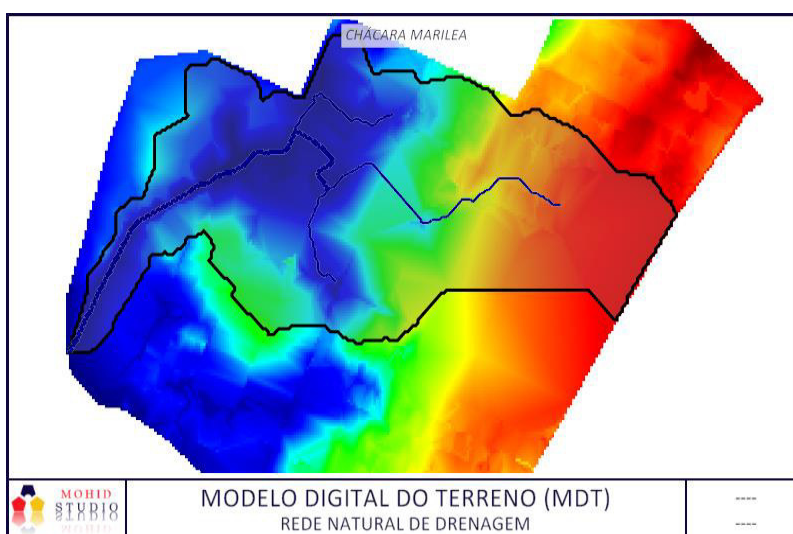 CHÁCARA MARILEA
MOHID
STUDIO
MODELO DIGITAL DO TERRENO (MDT)
REDE NATURAL DE DRENAGEM
----
----